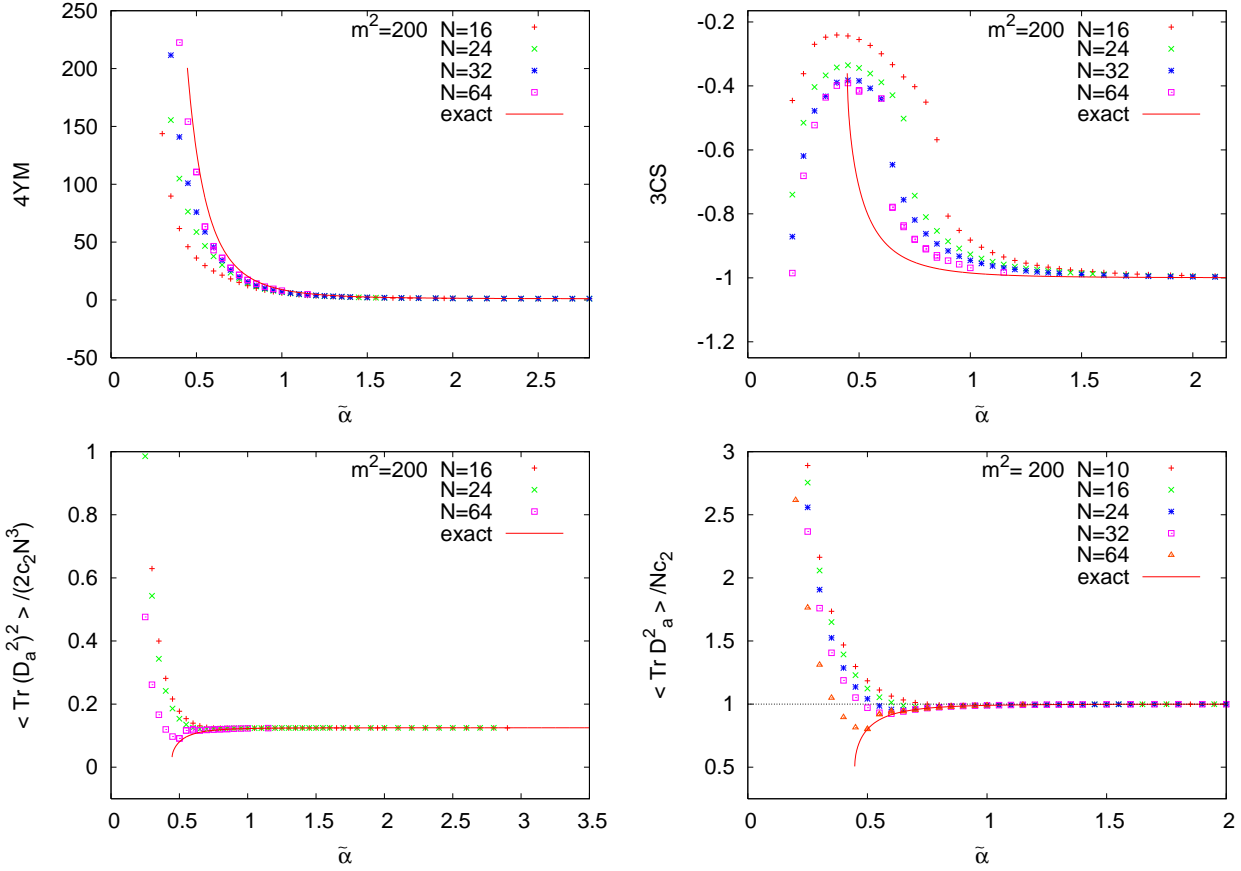 m²=200 N=16
N=24
N=32
N=64
exact
4YM
250
200
150
100
50
0
-50
0 0.5 1 1.5 2 2.5
α̃
m²=200 N=16
N=24
N=32
N=64
exact
3CS
-0.2
-0.4
-0.6
-0.8
-1
-1.2
0 0.5 1 1.5 2
α̃
m²=200 N=16
N=24
N=64
exact
< Tr (Dₐ²)² > /(2c₂N³)
1
0.8
0.6
0.4
0.2
0
0 0.5 1 1.5 2 2.5 3 3.5
α̃
m²= 200 N=10
N=16
N=24
N=32
N=64
exact
< Tr D²ₐ > /Nc₂
3
2.5
2
1.5
1
0.5
0 0.5 1 1.5 2
α̃